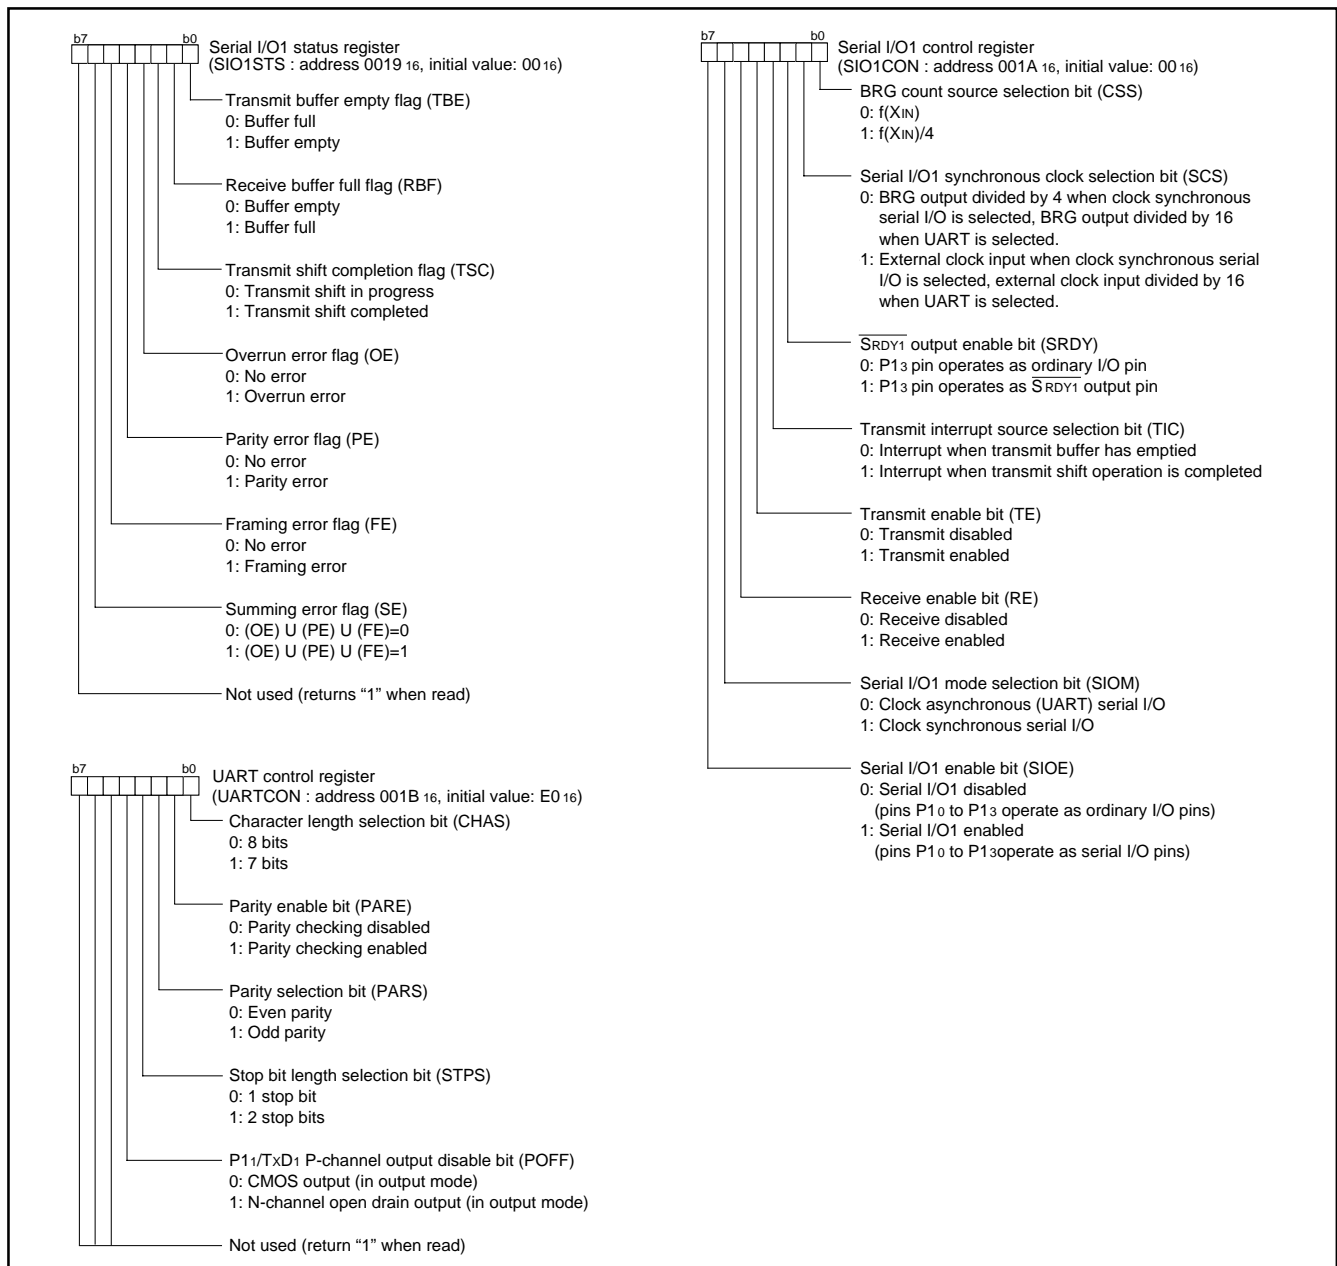 b7 b0
Serial I/O1 status register
(SIO1STS : address 0019 16, initial value: 00 16)
Transmit buffer empty flag (TBE)
0: Buffer full
1: Buffer empty
Receive buffer full flag (RBF)
0: Buffer empty
1: Buffer full
Transmit shift completion flag (TSC)
0: Transmit shift in progress
1: Transmit shift completed
Overrun error flag (OE)
0: No error
1: Overrun error
Parity error flag (PE)
0: No error
1: Parity error
Framing error flag (FE)
0: No error
1: Framing error
Summing error flag (SE)
0: (OE) U (PE) U (FE)=0
1: (OE) U (PE) U (FE)=1
Not used (returns “1” when read)
b7 b0
UART control register
(UARTCON : address 001B 16, initial value: E0 16)
Character length selection bit (CHAS)
0: 8 bits
1: 7 bits
Parity enable bit (PARE)
0: Parity checking disabled
1: Parity checking enabled
Parity selection bit (PARS)
0: Even parity
1: Odd parity
Stop bit length selection bit (STPS)
0: 1 stop bit
1: 2 stop bits
P11/TxD1 P-channel output disable bit (POFF)
0: CMOS output (in output mode)
1: N-channel open drain output (in output mode)
Not used (return “1” when read)
b7 b0
Serial I/O1 control register
(SIO1CON : address 001A 16, initial value: 00 16)
BRG count source selection bit (CSS)
0: f(XIN)
1: f(XIN)/4
Serial I/O1 synchronous clock selection bit (SCS)
0: BRG output divided by 4 when clock synchronous
serial I/O is selected, BRG output divided by 16
when UART is selected.
1: External clock input when clock synchronous serial
I/O is selected, external clock input divided by 16
when UART is selected.
SRDY1 output enable bit (SRDY)
0: P13 pin operates as ordinary I/O pin
1: P13 pin operates as SRDY1 output pin
Transmit interrupt source selection bit (TIC)
0: Interrupt when transmit buffer has emptied
1: Interrupt when transmit shift operation is completed
Transmit enable bit (TE)
0: Transmit disabled
1: Transmit enabled
Receive enable bit (RE)
0: Receive disabled
1: Receive enabled
Serial I/O1 mode selection bit (SIOM)
0: Clock asynchronous (UART) serial I/O
1: Clock synchronous serial I/O
Serial I/O1 enable bit (SIOE)
0: Serial I/O1 disabled
(pins P10 to P13 operate as ordinary I/O pins)
1: Serial I/O1 enabled
(pins P10 to P13operate as serial I/O pins)